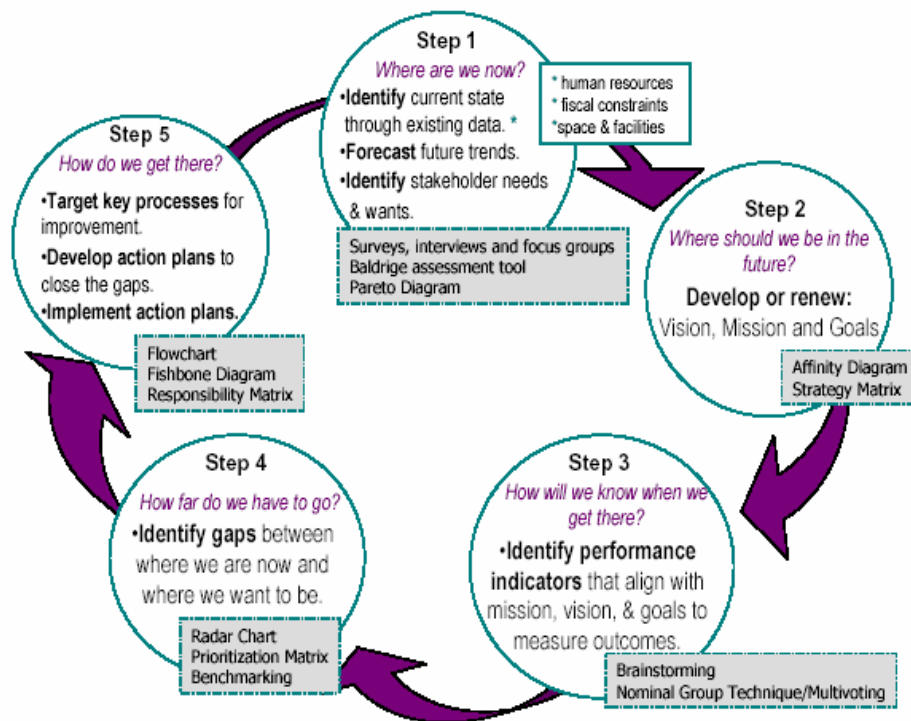 Step 1
Where are we now?
•Identify current state
through existing data. *
•Forecast future trends.
•Identify stakeholder needs
& wants.
* human resources
* fiscal constraints
*space & facilities
Surveys, interviews and focus groups
Baldrige assessment tool
Pareto Diagram
Step 2
Where should we be in the
future?
Develop or renew:
Vision, Mission and Goals
Affinity Diagram
Strategy Matrix
Step 3
How will we know when we
get there?
•Identify performance
indicators that align with
mission, vision, & goals to
measure outcomes.
Brainstorming
Nominal Group Technique/Multivoting
Step 4
How far do we have to go?
•Identify gaps between
where we are now and
where we want to be.
Radar Chart
Prioritization Matrix
Benchmarking
Step 5
How do we get there?
•Target key processes for
improvement.
•Develop action plans to
close the gaps.
•Implement action plans.
Flowchart
Fishbone Diagram
Responsibility Matrix